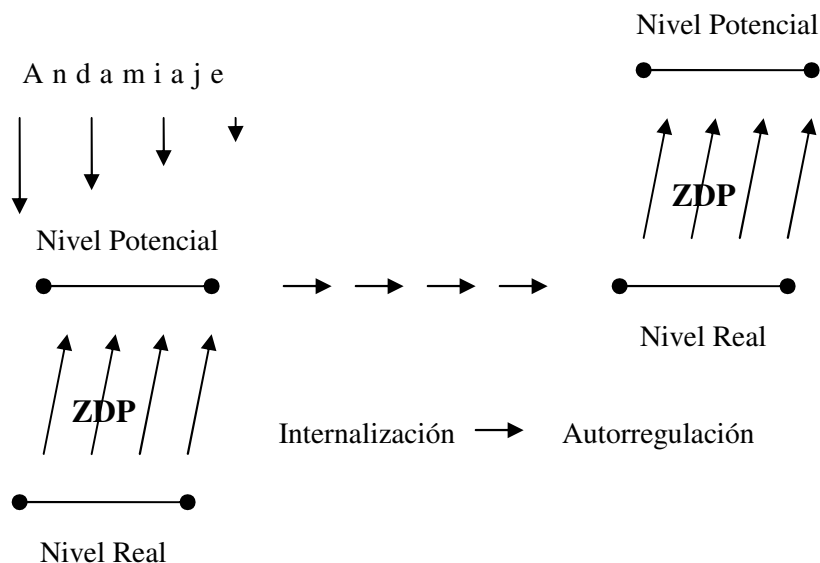 Nivel Potencial
A n d a m i a j e
ZDP
Nivel Potencial
Nivel Real
ZDP
Internalización
Autorregulación
Nivel Real